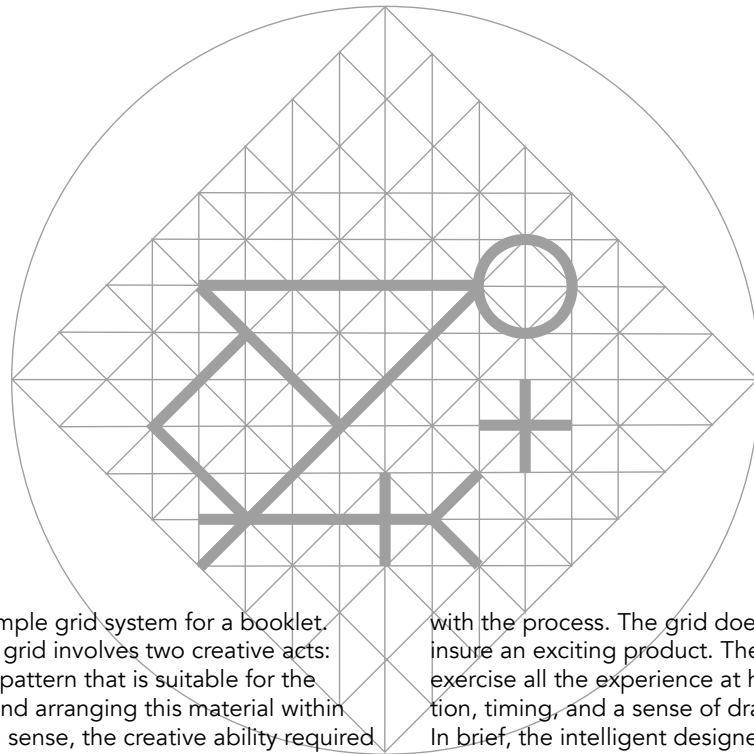 mple grid system for a booklet.
grid involves two creative acts:
pattern that is suitable for the
nd arranging this material within
sense, the creative ability required
with the process. The grid doe
insure an exciting product. The
exercise all the experience at h
tion, timing, and a sense of dra
In brief, the intelligent designe